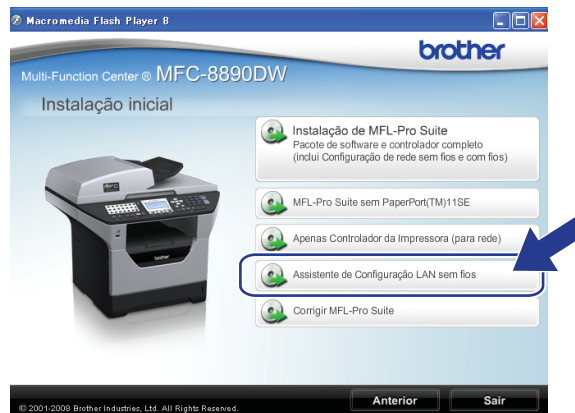 Macromedia Flash Player 8
brother
Multi-Function Center ® MFC-8890DW
Instalação inicial
Instalação de MFL-Pro Suite
Pacote de software e controlador completo
(inclui Configuração de rede sem fios e com fios)
MFL-Pro Suite sem PaperPort(TM)11SE
Apenas Controlador da Impressora (para rede)
Assistente de Configuração LAN sem fios
Corrigir MFL-Pro Suite
brother
© 2001-2008 Brother Industries, Ltd. All Rights Reserved.
Anterior
Sair